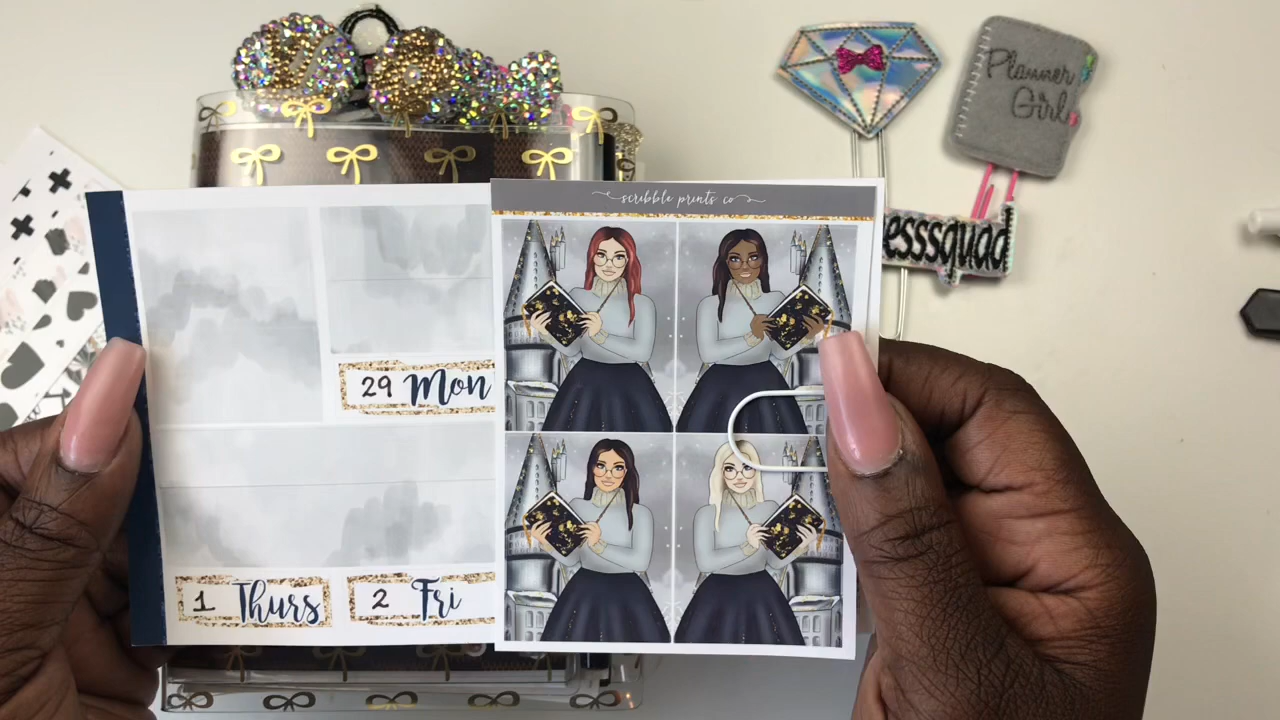 Planner
Girl
scribble prints co
esssquad
29 Mon
1 Thurs
2 Fri